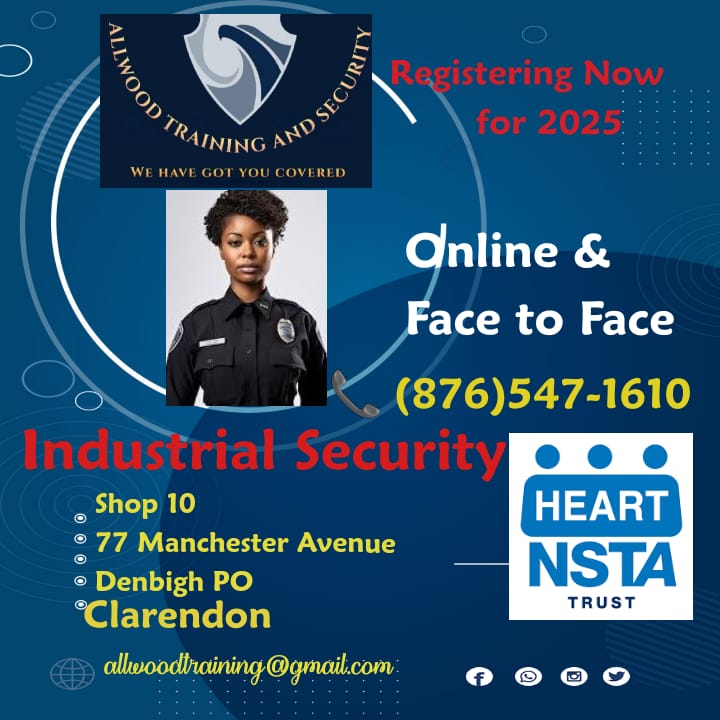 ALLWOOD TRAINING AND SECURITY
WE HAVE GOT YOU COVERED
Registering Now
for 2025
Online &
Face to Face
(876)547-1610
Industrial Security
Shop 10
77 Manchester Avenue
Denbigh PO
Clarendon
allwoodtraining@gmail.com
HEART
NSTA
TRUST